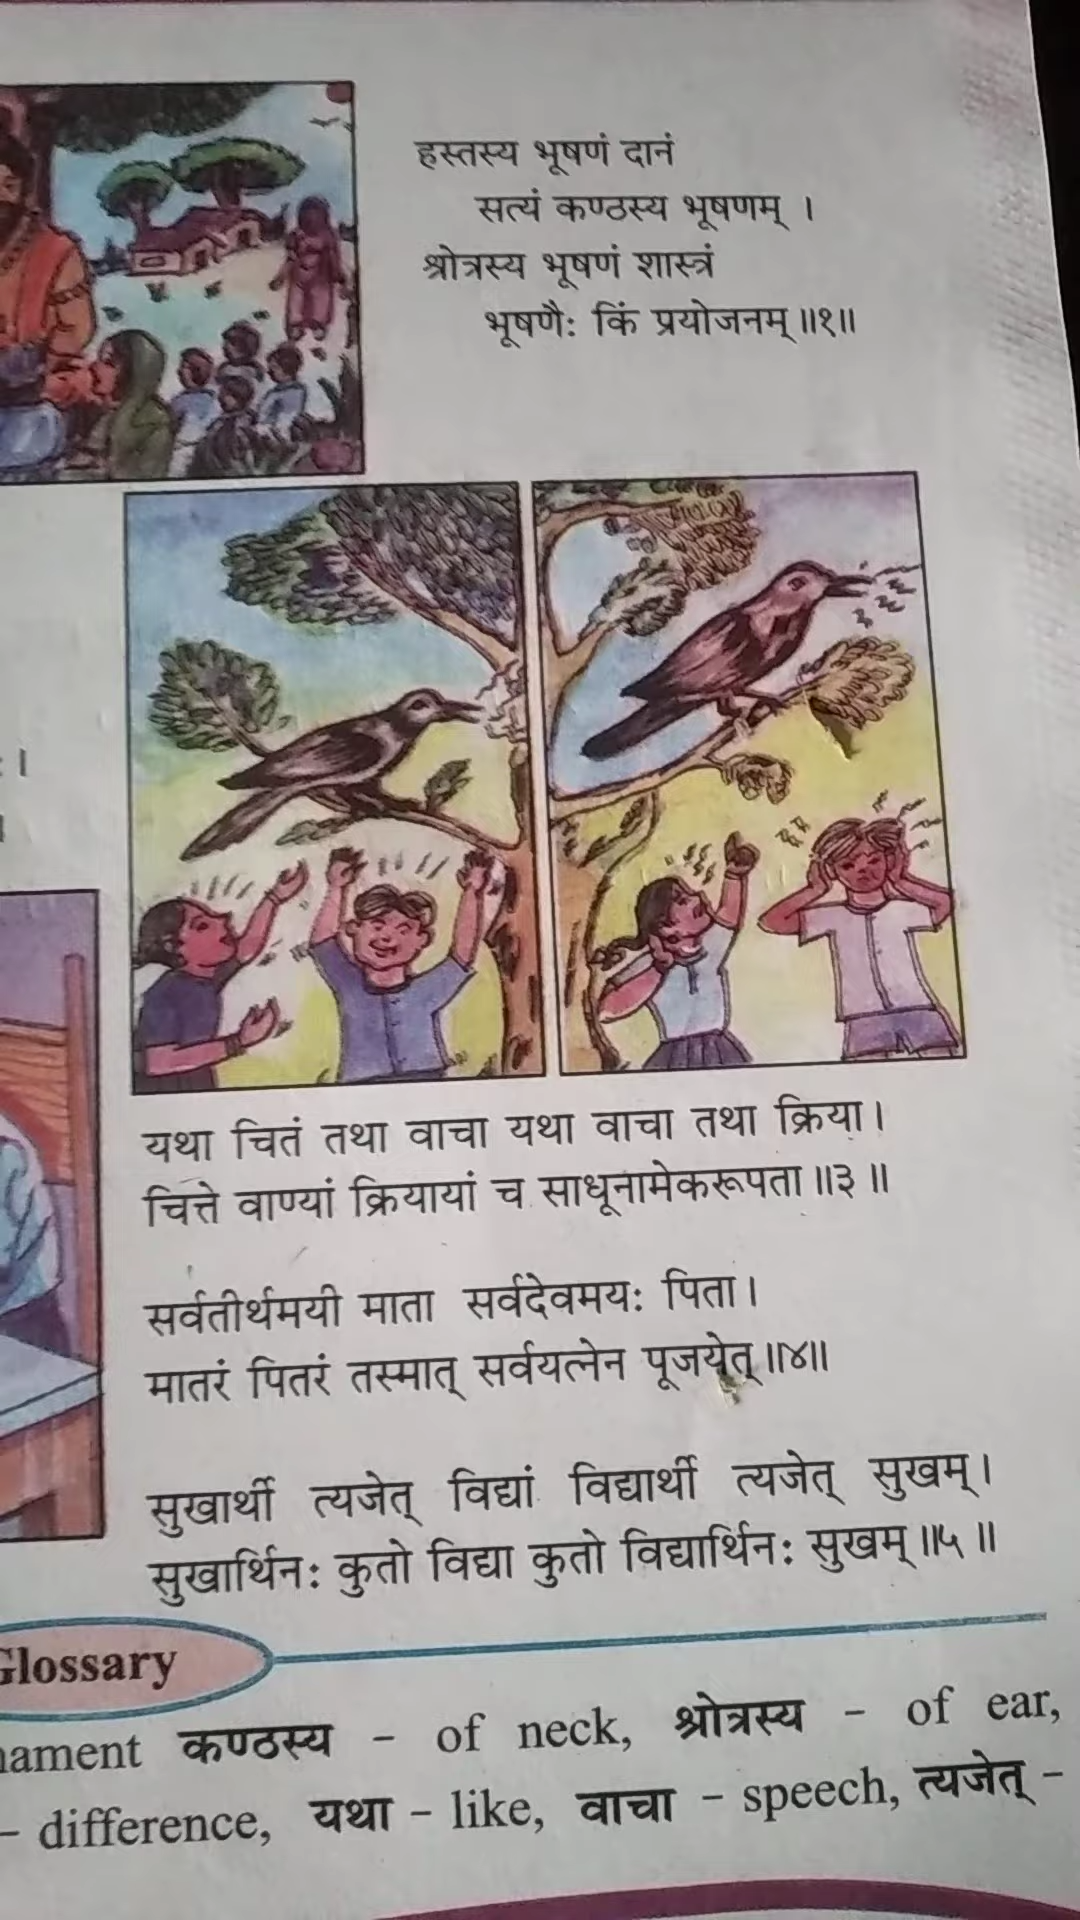 हस्तस्य भूषणं दानं
सत्यं कण्ठस्य भूषणम् ।
श्रोत्रस्य भूषणं शास्त्रं
भूषणैः किं प्रयोजनम् ॥१॥
यथा चितं तथा वाचा यथा वाचा तथा क्रिया।
चित्ते वाण्यां क्रियायां च साधूनामेकरूपता ॥३॥
सर्वतीर्थमयी माता सर्वदेवमयः पिता।
मातरं पितरं तस्मात् सर्वयत्नेन पूजयेत् ॥४॥
सुखार्थी त्यजेत् विद्यां विद्यार्थी त्यजेत् सुखम्।
सुखार्थिनः कुतो विद्या कुतो विद्यार्थिनः सुखम् ॥५॥
Glossary
कण्ठस्य - of neck, श्रोत्रस्य - of ear,
- difference, यथा - like, वाचा - speech, त्यजेत् -